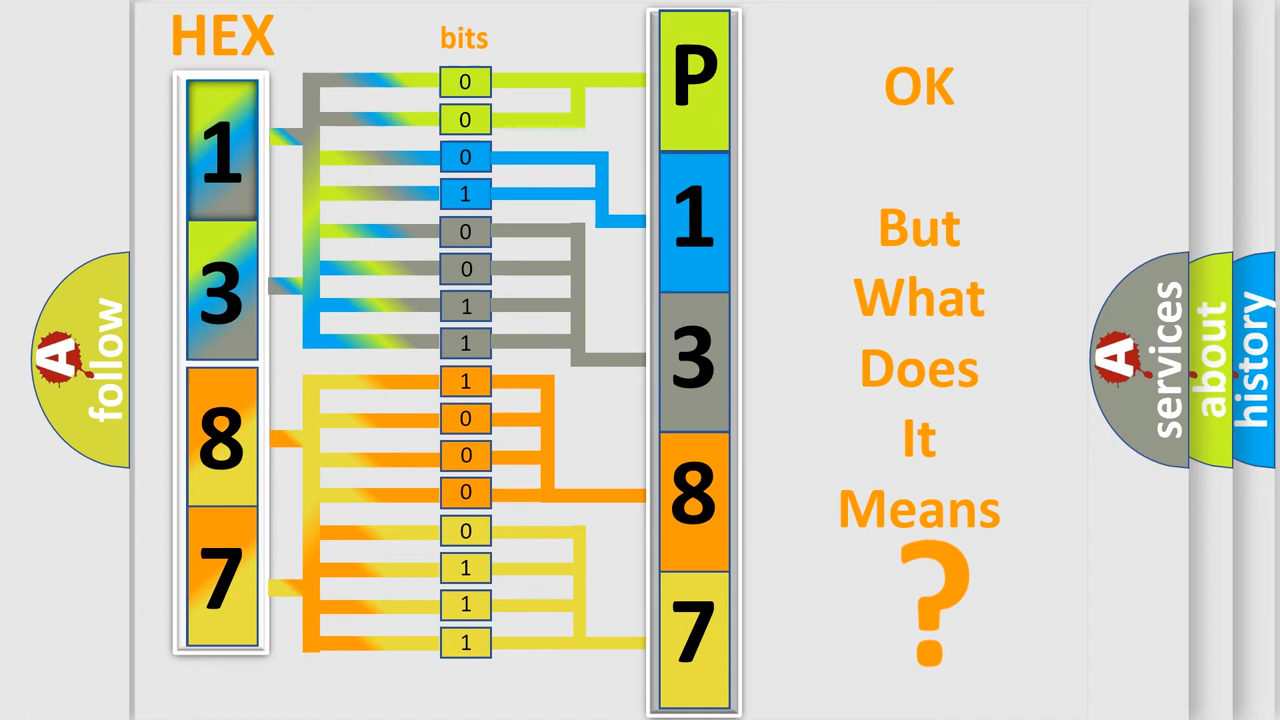 HEX
bits
1
3
8
7
0
0
0
1
0
0
1
1
1
0
0
0
0
1
1
1
P
1
3
8
7
OK
But
What
Does
It
Means
?
A
follow
A
services
about
history